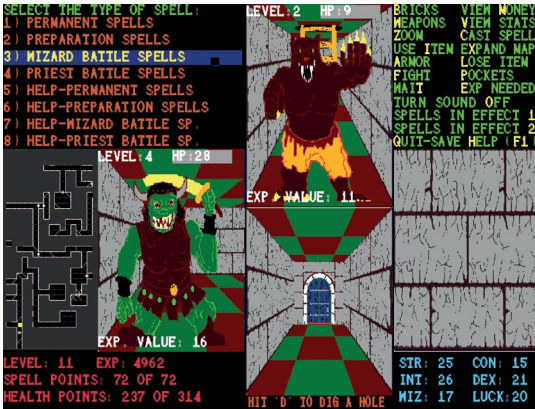 SELECT THE TYPE OF SPELL:
1) PERMANENT SPELLS
2) PREPARATION SPELLS
3) WIZARD BATTLE SPELLS
4) PRIEST BATTLE SPELLS
5) HELP-PERMANENT SPELLS
6) HELP-PREPARATION SPELLS
7) HELP-WIZARD BATTLE SP.
8) HELP-PRIEST BATTLE SP.
LEVEL:2 HP:9
EXP. VALUE: 11
BRICKS VIEW MONEY
WEAPONS VIEW STATS
ZOOM CAST SPELL
USE ITEM EXPAND MAP
ARMOR LOSE ITEM
FIGHT POCKETS
WAIT EXP NEEDED
TURN SOUND OFF
SPELLS IN EFFECT 1
SPELLS IN EFFECT 2
QUIT-SAVE HELP (F1)
LEVEL:4 HP:28
EXP. VALUE: 16
LEVEL: 11 EXP: 4962
SPELL POINTS: 72 OF 72
HEALTH POINTS: 237 OF 314
HIT 'D' TO DIG A HOLE
STR: 25 CON: 15
INT: 26 DEX: 21
WIZ: 17 LUCK:20